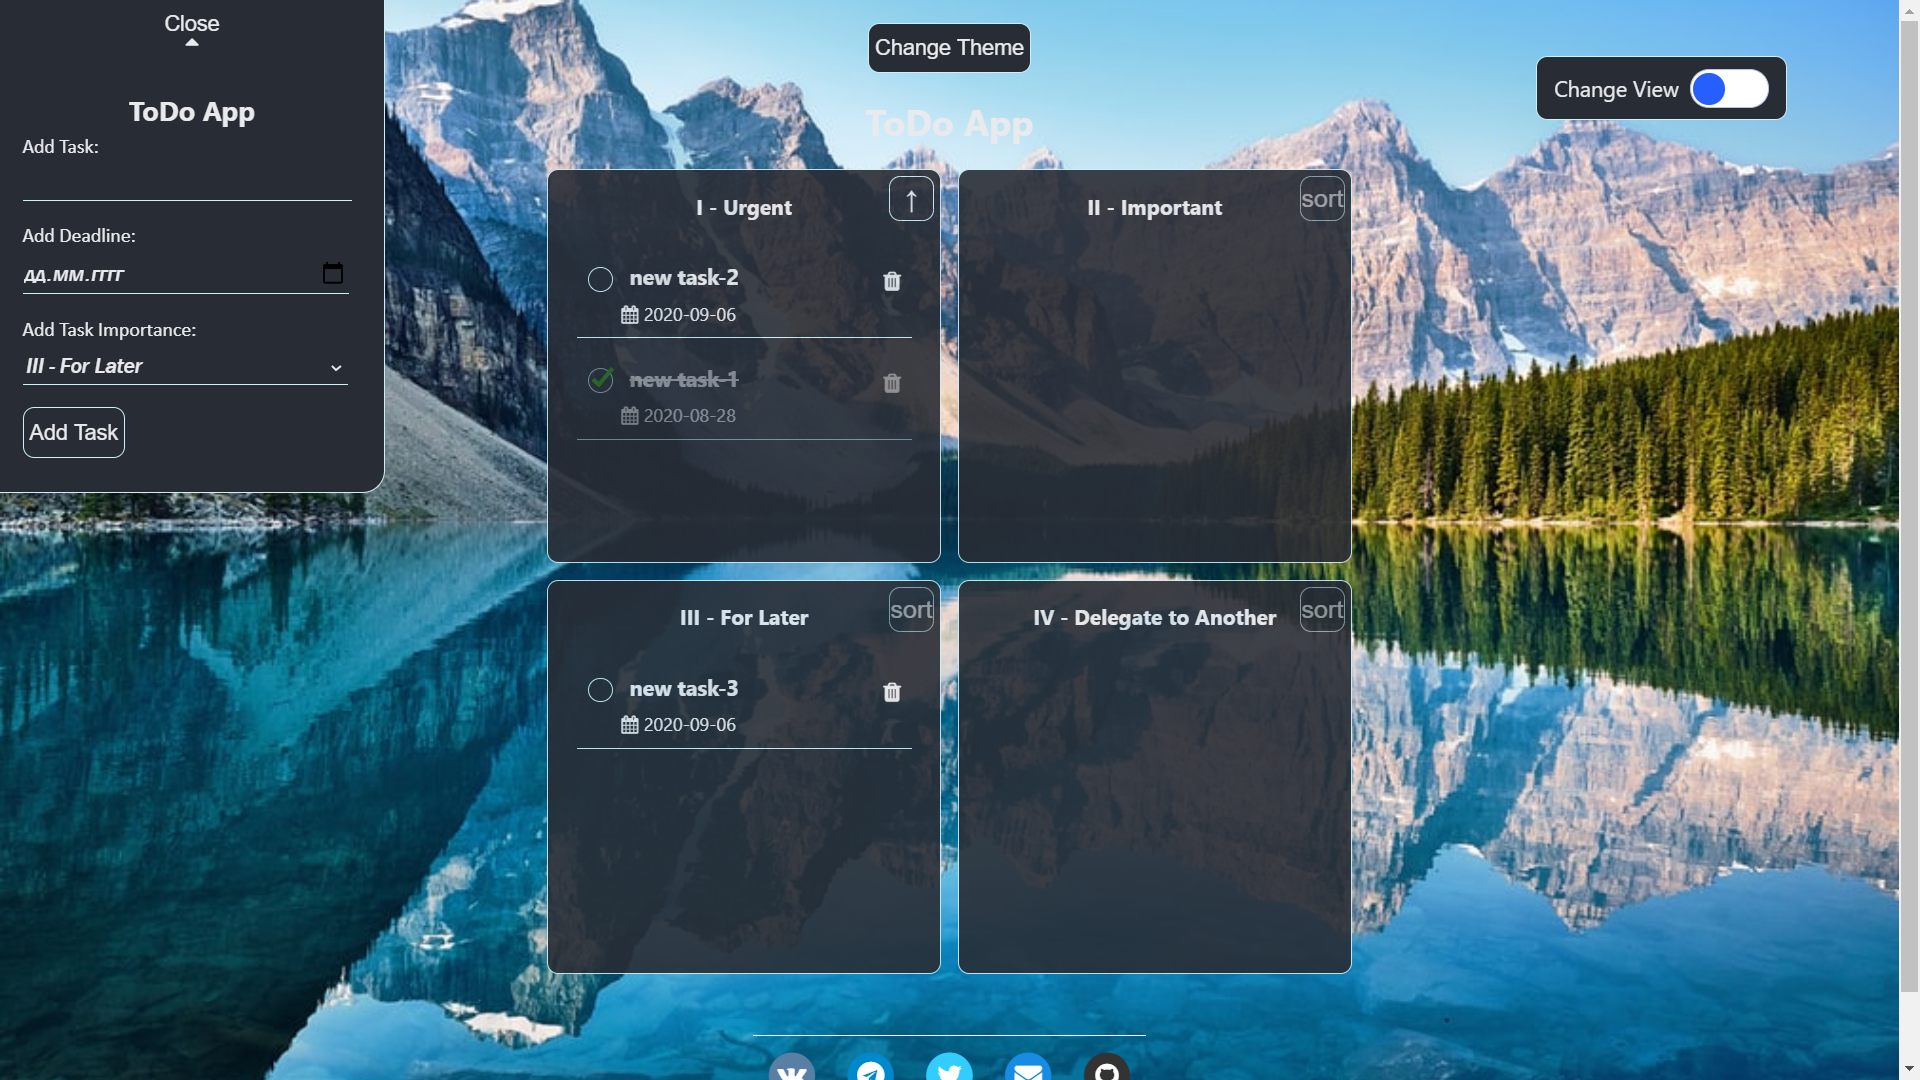 Close
ToDo App
Add Task:
Add Deadline:
ДД.ММ.ГГГГ
Add Task Importance:
III - For Later
Add Task
Change Theme
Change View
ToDo App
I - Urgent
↑
new task-2
2020-09-06
new task-1
2020-08-28
II - Important
sort
III - For Later
sort
new task-3
2020-09-06
IV - Delegate to Another
sort